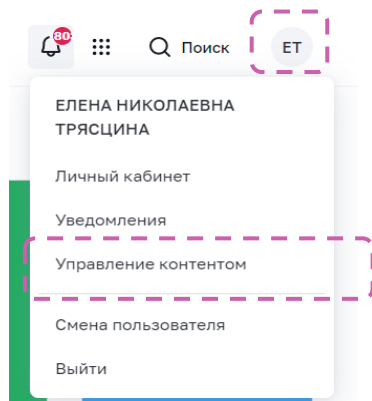 80
Поиск
ЕТ
ЕЛЕНА НИКОЛАЕВНА
ТРЯСЦИНА
Личный кабинет
Уведомления
Управление контентом
Смена пользователя
Выйти